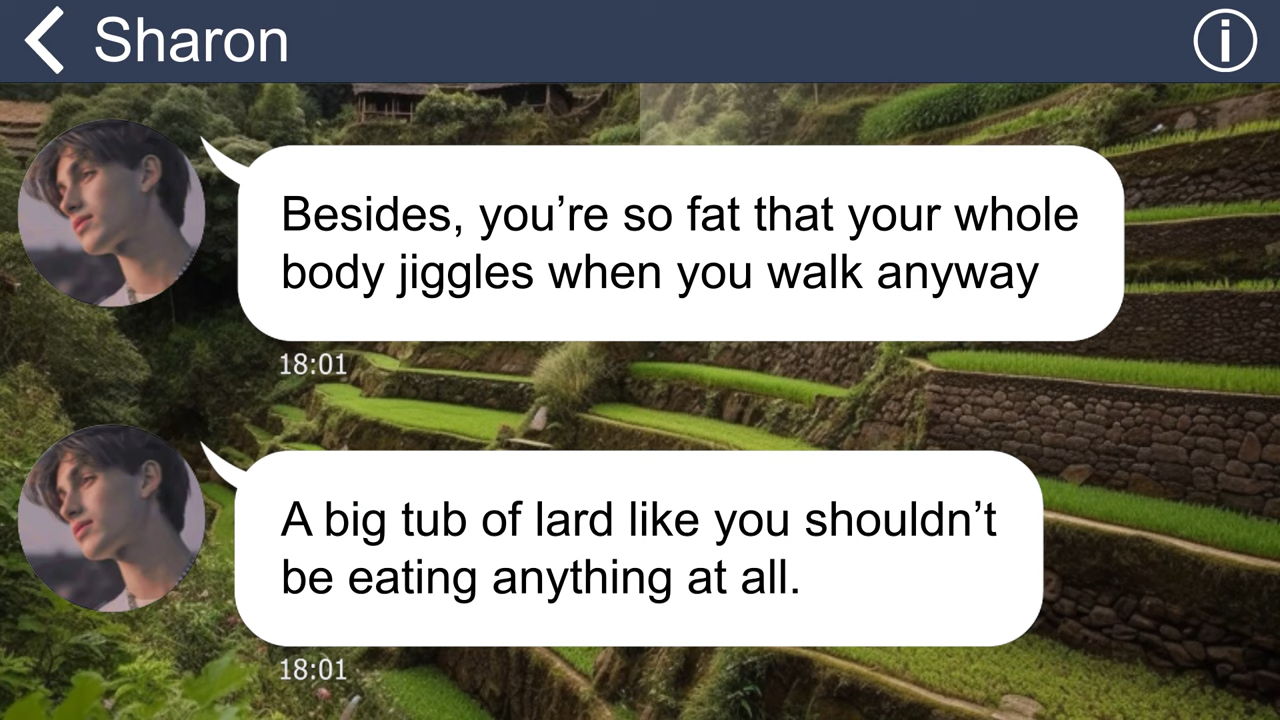 Sharon
Besides, you’re so fat that your whole
body jiggles when you walk anyway
18:01
A big tub of lard like you shouldn’t
be eating anything at all.
18:01